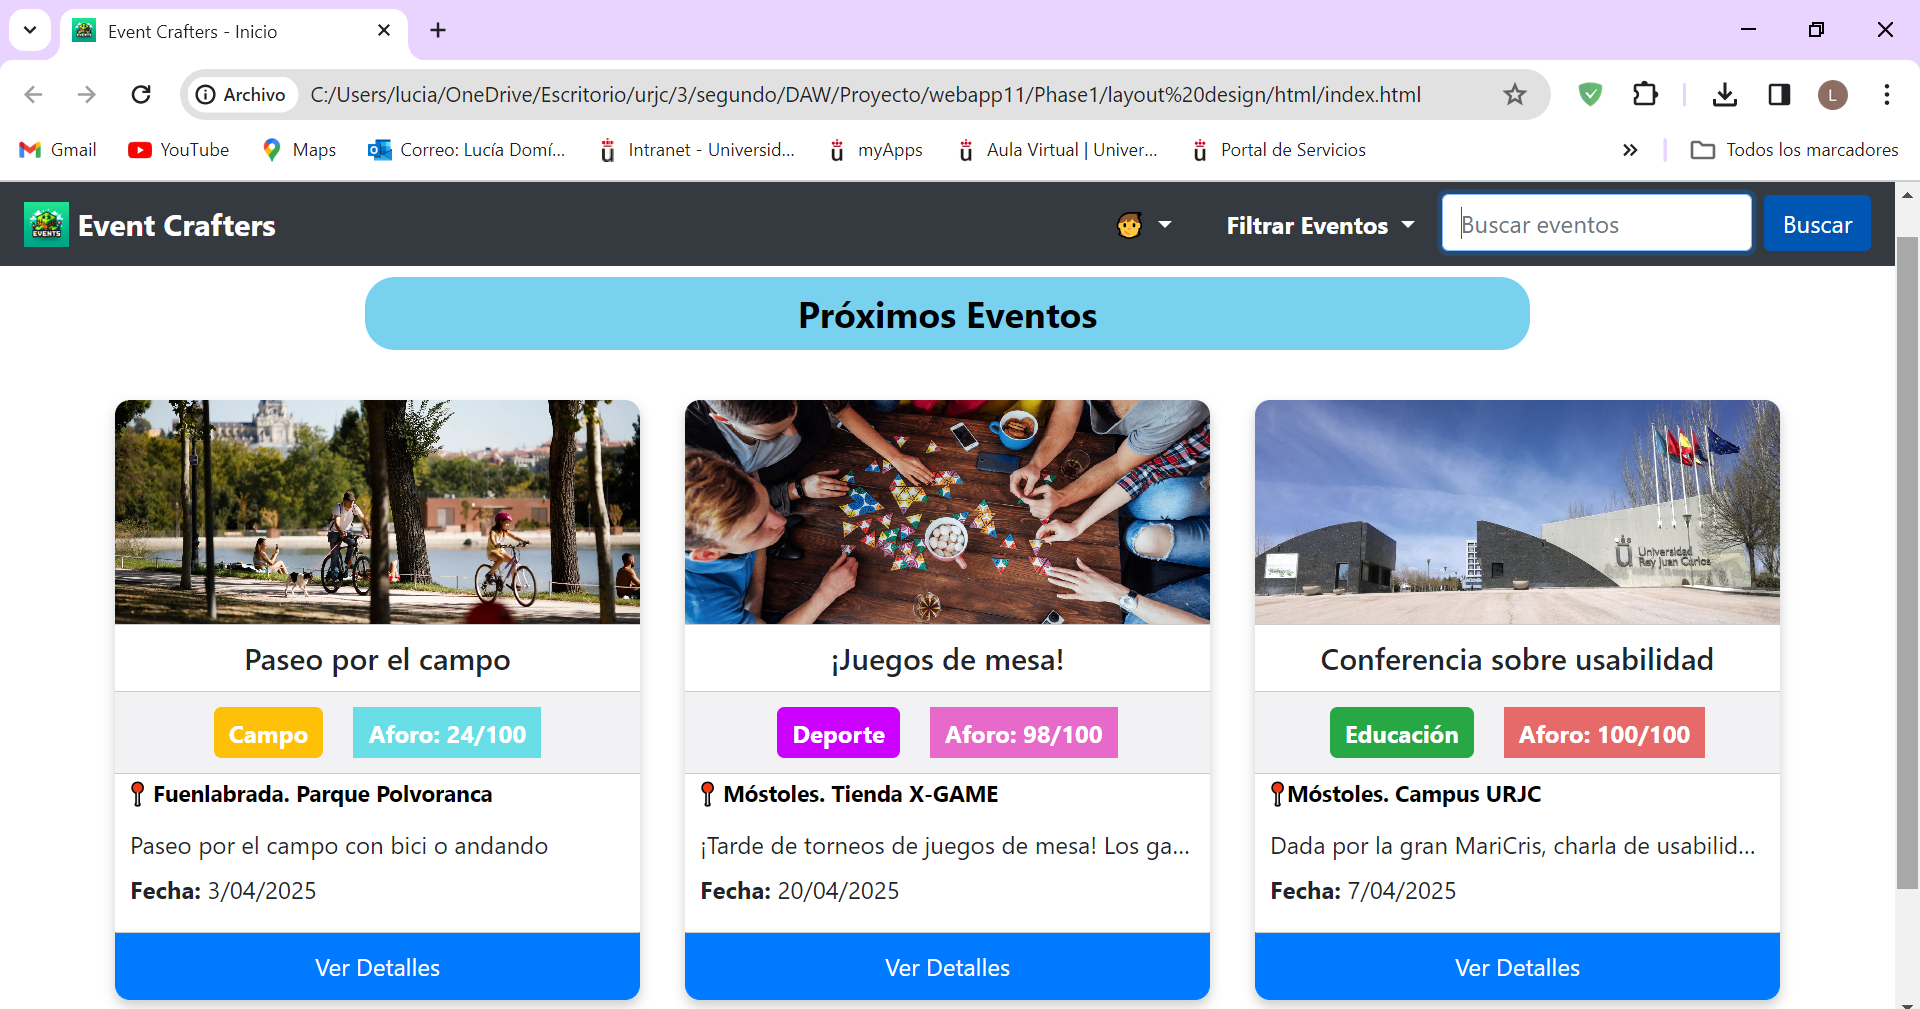 Event Crafters - Inicio
Archivo
C:/Users/lucia/OneDrive/Escritorio/urjc/3/segundo/DAW/Proyecto/webapp11/Phase1/layout%20design/html/index.html
L
Gmail
YouTube
Maps
Correo: Lucía Domí...
Intranet - Universid...
myApps
Aula Virtual | Univer...
Portal de Servicios
Todos los marcadores
EVENTS
Event Crafters
Filtrar Eventos
Buscar eventos
Buscar
Próximos Eventos
Universidad
Rey Juan Carlos
Paseo por el campo
¡Juegos de mesa!
Conferencia sobre usabilidad
Campo
Aforo: 24/100
Deporte
Aforo: 98/100
Educación
Aforo: 100/100
Fuenlabrada. Parque Polvoranca
Móstoles. Tienda X-GAME
Móstoles. Campus URJC
Paseo por el campo con bici o andando
¡Tarde de torneos de juegos de mesa! Los ga...
Dada por la gran MariCris, charla de usabilid...
Fecha: 3/04/2025
Fecha: 20/04/2025
Fecha: 7/04/2025
Ver Detalles
Ver Detalles
Ver Detalles